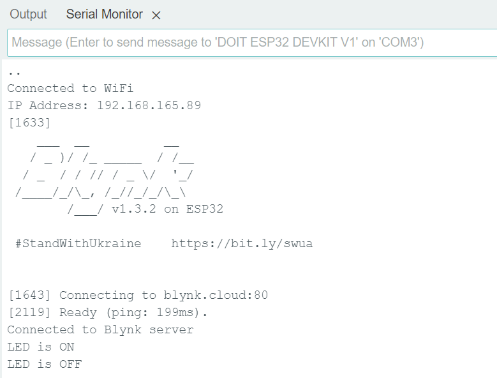 Output Serial Monitor ×
Message (Enter to send message to 'DOIT ESP32 DEVKIT V1' on 'COM3')
..
Connected to WiFi
IP Address: 192.168.165.89
[1633]
    ___  __          __
   / _ )/ /_ _____  / /__
  / _  / / // / _ \/  '_/
 /____/_/\_, /_//_/_/\_\
        /___/ v1.3.2 on ESP32
#StandWithUkraine    https://bit.ly/swua
[1643] Connecting to blynk.cloud:80
[2119] Ready (ping: 199ms).
Connected to Blynk server
LED is ON
LED is OFF